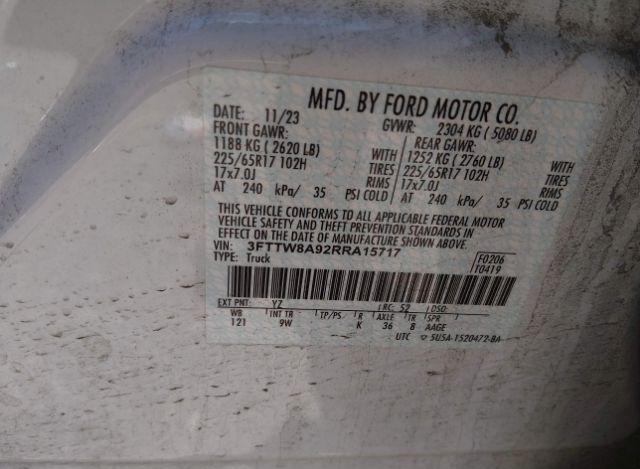 MFD. BY FORD MOTOR CO.
DATE: 11/23 GVWR: 2304 KG ( 5080 LB)
FRONT GAWR: REAR GAWR:
1188 KG ( 2620 LB) WITH 1252 KG ( 2760 LB) WITH
225/65R17 102H TIRES 225/65R17 102H TIRES
17x7.0J RIMS 17x7.0J RIMS
AT 240 kPa/ 35 PSI COLD AT 240 kPa/ 35 PSI COLD
THIS VEHICLE CONFORMS TO ALL APPLICABLE FEDERAL MOTOR
VEHICLE SAFETY AND THEFT PREVENTION STANDARDS IN
EFFECT ON THE DATE OF MANUFACTURE SHOWN ABOVE.
VIN: 3FTTW8A92RRA15717 F0206
TYPE: Truck T0419
EXT PNT: YZ RC: 52 DSO:
WB INT TR TP/PS R AXLE TR SPR
121 9W K 36 8 AAGE
UTC 5U5A-1520472-BA